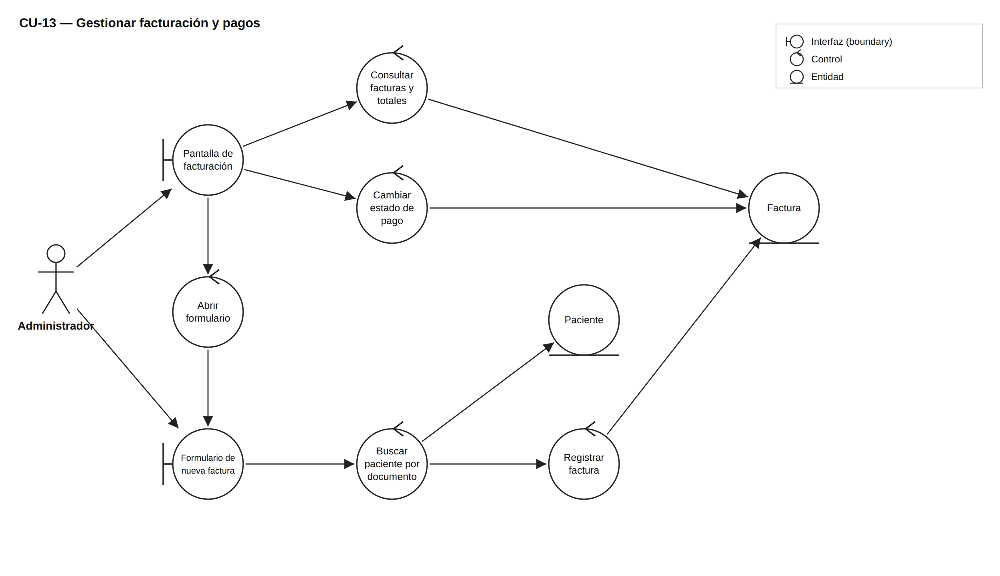 CU-13 — Gestionar facturación y pagos
Interfaz (boundary)
Control
Entidad
Consultar
facturas y
totales
Pantalla de
facturación
Cambiar
estado de
pago
Factura
Administrador
Abrir
formulario
Paciente
Formulario de
nueva factura
Buscar
paciente por
documento
Registrar
factura